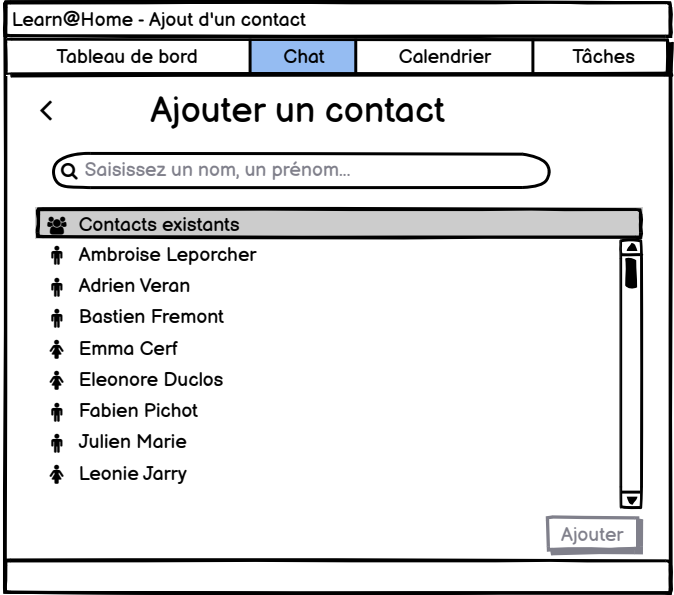 Learn@Home - Ajout d'un contact
Tableau de bord Chat Calendrier Tâches
Ajouter un contact
Saisissez un nom, un prénom...
Contacts existants
Ambroise Leporcher
Adrien Veran
Bastien Fremont
Emma Cerf
Eleonore Duclos
Fabien Pichot
Julien Marie
Leonie Jarry
Ajouter